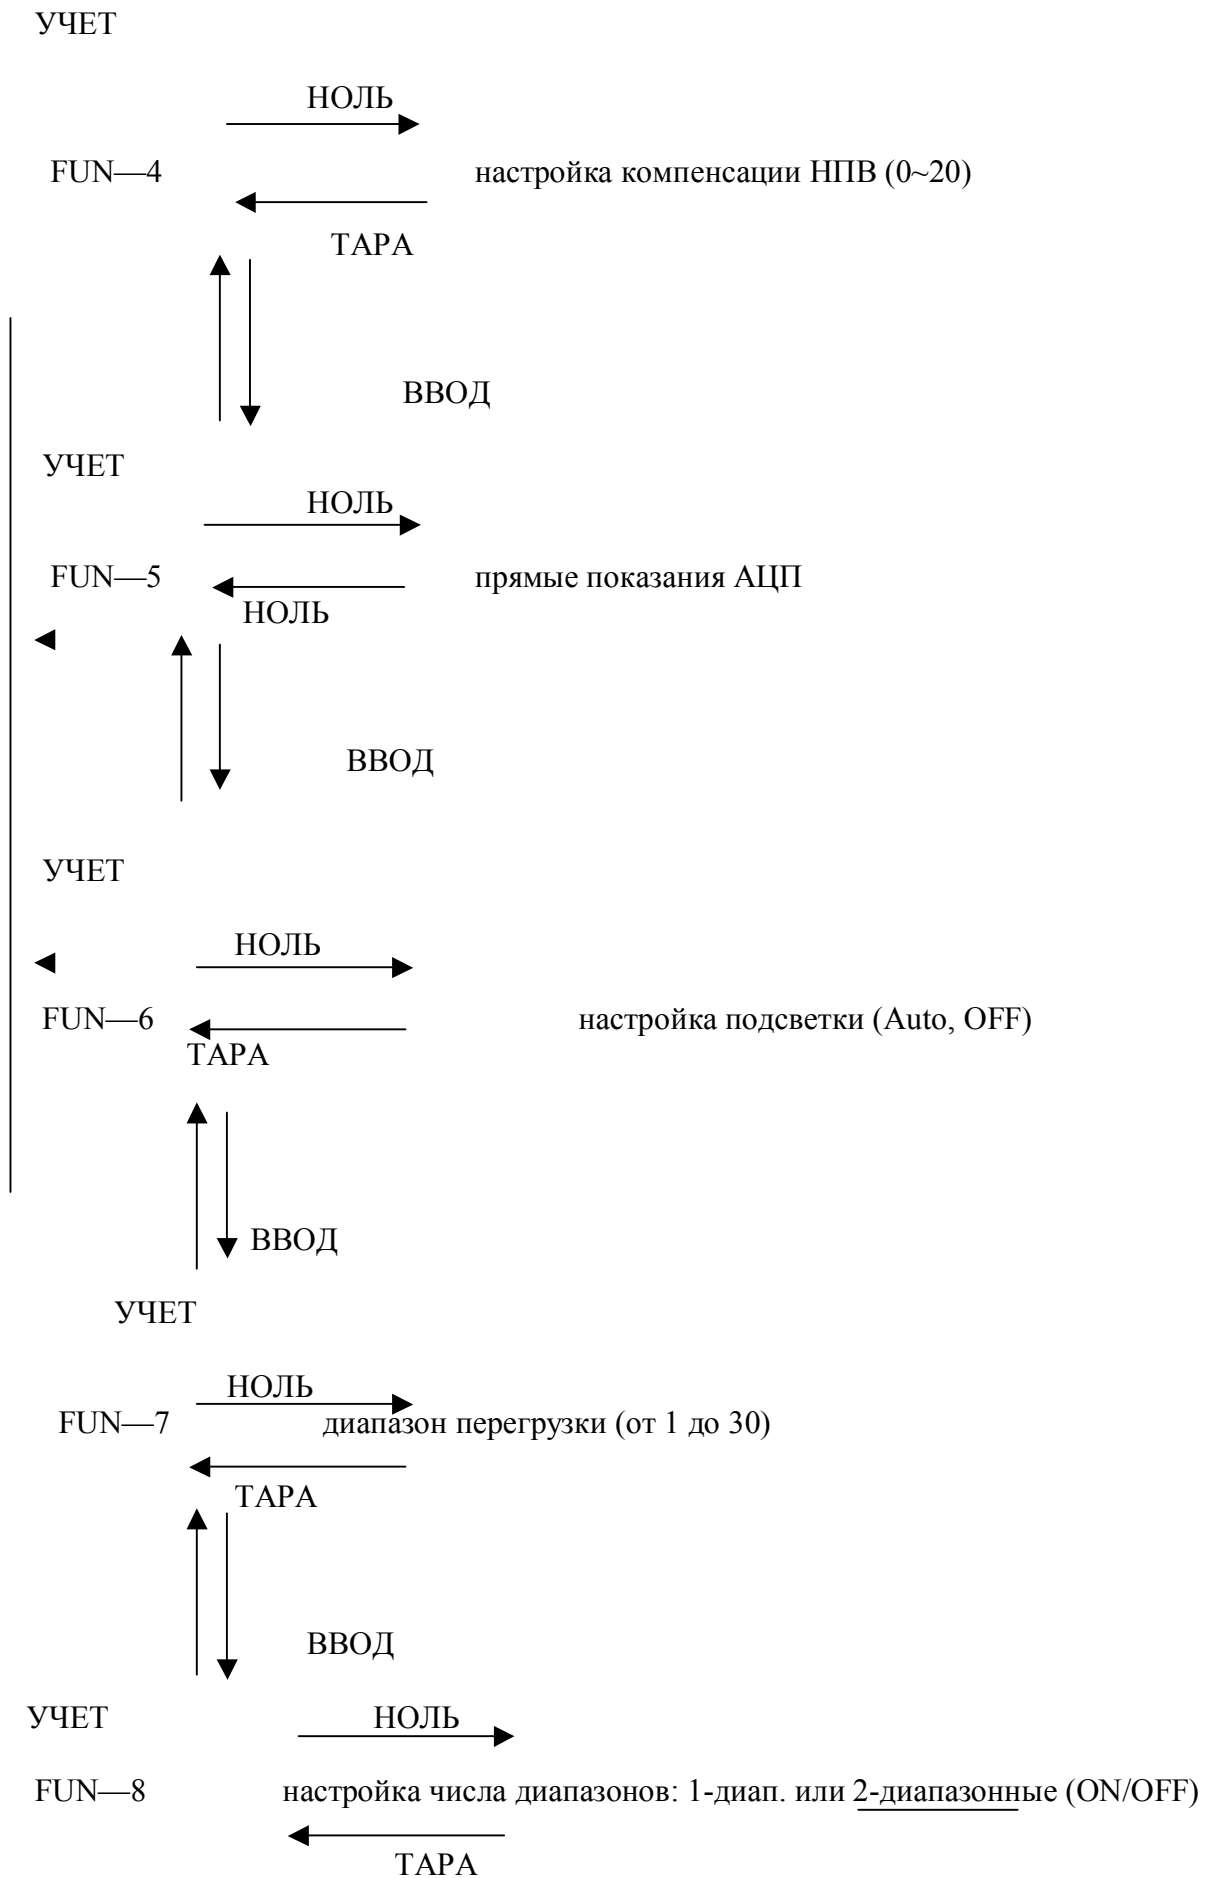 УЧЕТ
НОЛЬ
FUN—4 настройка компенсации НПВ (0~20)
ТАРА
ВВОД
УЧЕТ
НОЛЬ
FUN—5 прямые показания АЦП
НОЛЬ
ВВОД
УЧЕТ
НОЛЬ
FUN—6 настройка подсветки (Auto, OFF)
ТАРА
ВВОД
УЧЕТ
НОЛЬ
FUN—7 диапазон перегрузки (от 1 до 30)
ТАРА
ВВОД
УЧЕТ НОЛЬ
FUN—8 настройка числа диапазонов: 1-диап. или 2-диапазонные (ON/OFF)
ТАРА